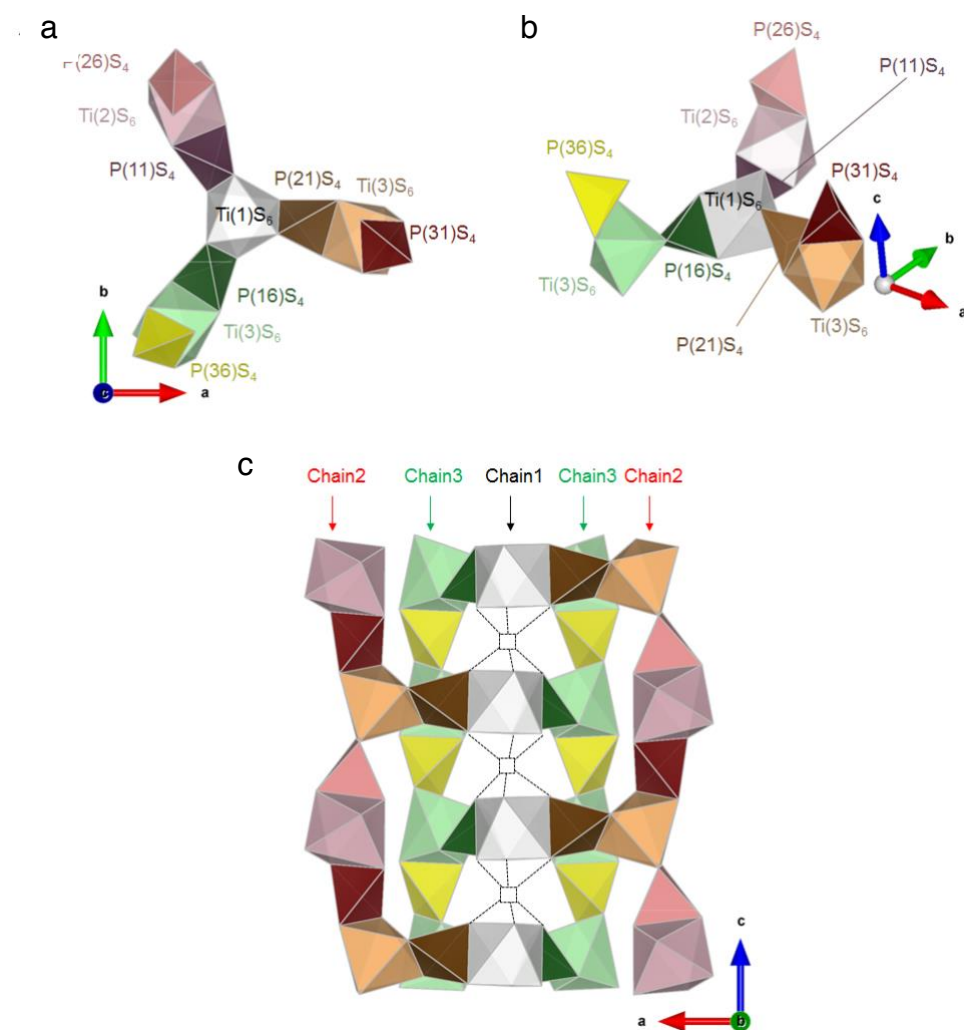 a
(26)S₄
Ti(2)S₆
P(11)S₄
P(21)S₄
Ti(3)S₆
Ti(1)S₆
P(31)S₄
P(16)S₄
Ti(3)S₆
P(36)S₄
b
a
c
b
P(26)S₄
P(11)S₄
Ti(2)S₆
P(36)S₄
P(31)S₄
Ti(1)S₆
P(16)S₄
Ti(3)S₆
Ti(3)S₆
P(21)S₄
c
b
a
c
Chain2 Chain3 Chain1 Chain3 Chain2
c
a
b